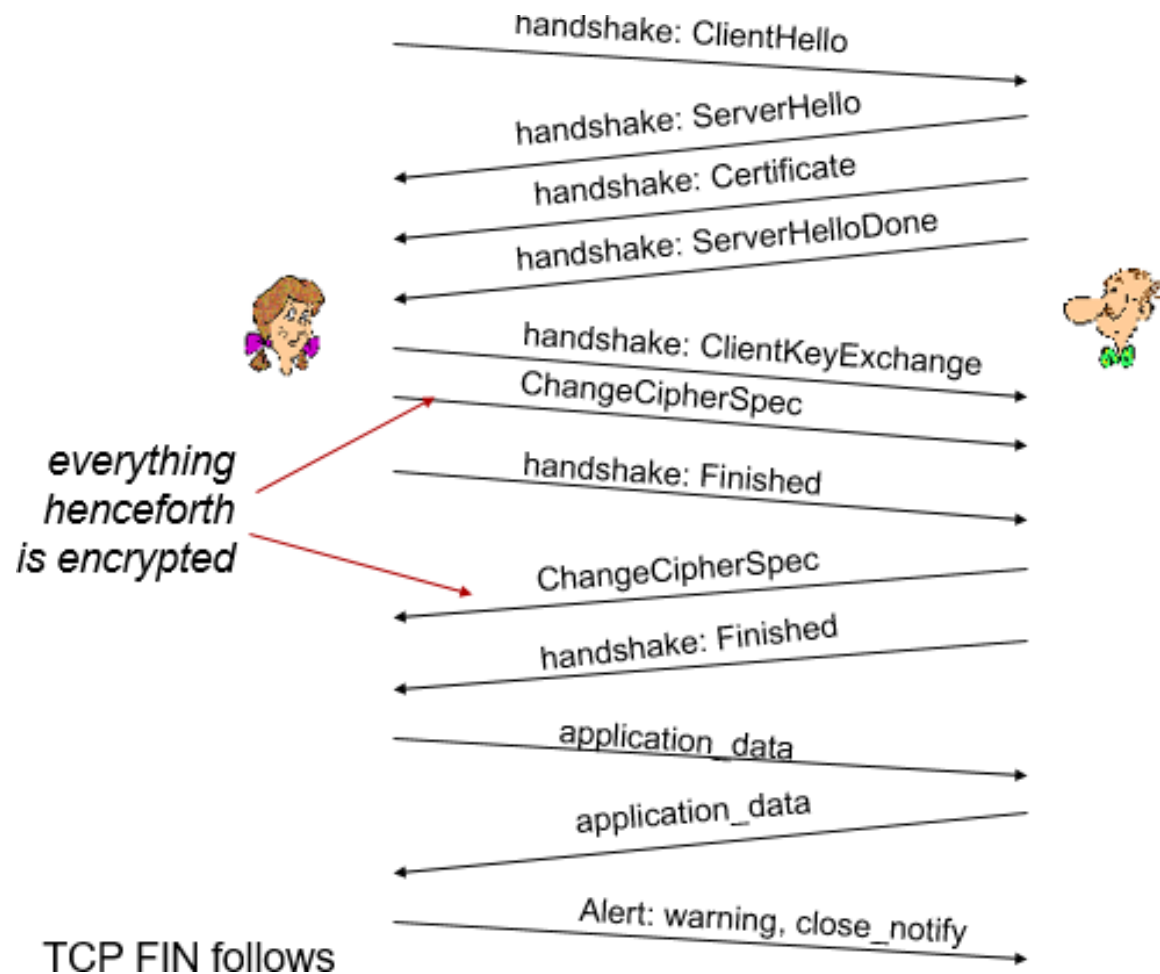 handshake: ClientHello
handshake: ServerHello
handshake: Certificate
handshake: ServerHelloDone
handshake: ClientKeyExchange
ChangeCipherSpec
everything
henceforth
is encrypted
handshake: Finished
ChangeCipherSpec
handshake: Finished
application_data
application_data
Alert: warning, close_notify
TCP FIN follows